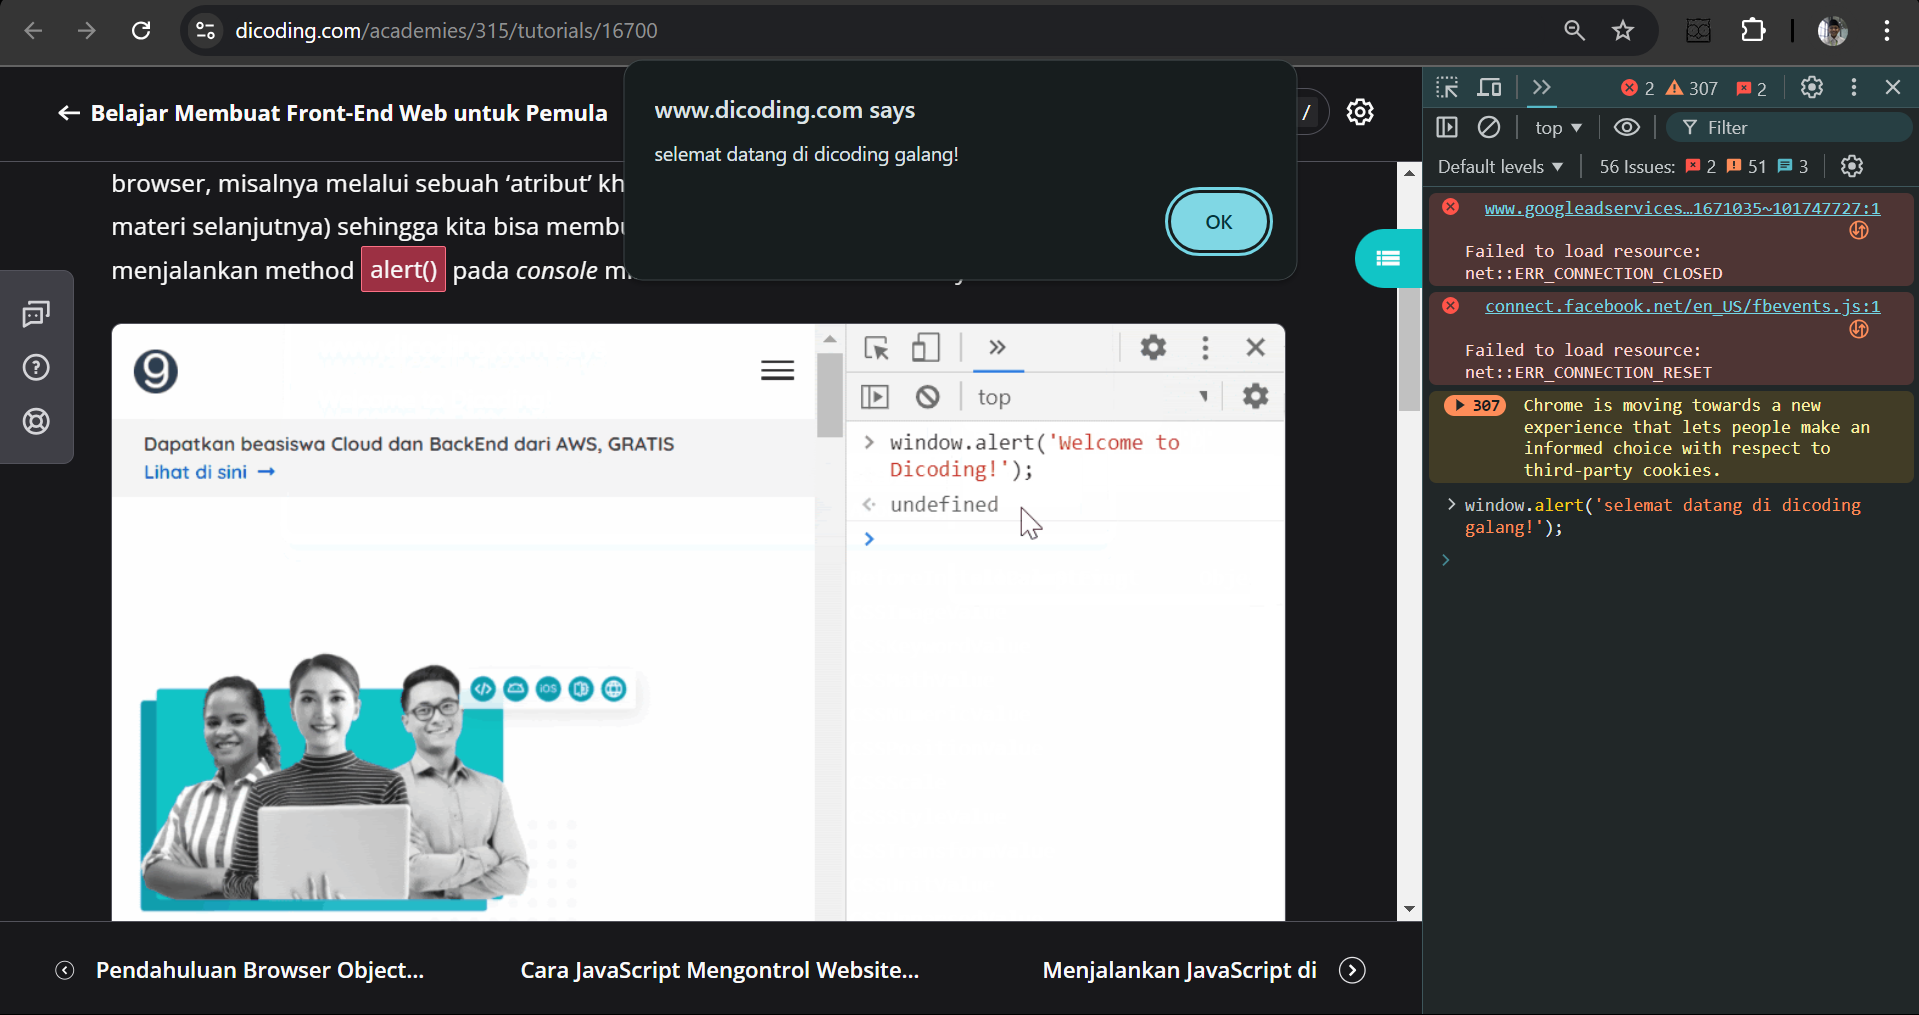 dicoding.com/academies/315/tutorials/16700
← Belajar Membuat Front-End Web untuk Pemula
/
www.dicoding.com says
selemat datang di dicoding galang!
OK
browser, misalnya melalui sebuah ‘atribut’ kh
materi selanjutnya) sehingga kita bisa membu
menjalankan method alert() pada console m
Dapatkan beasiswa Cloud dan BackEnd dari AWS, GRATIS
Lihat di sini →
iOS
top
> window.alert('Welcome to
Dicoding!');
undefined
>
Pendahuluan Browser Object...
Cara JavaScript Mengontrol Website...
Menjalankan JavaScript di
2 307 2
top
Filter
Default levels
56 Issues: 2 51 3
www.googleadservices…1671035~101747727:1
Failed to load resource:
net::ERR_CONNECTION_CLOSED
connect.facebook.net/en_US/fbevents.js:1
Failed to load resource:
net::ERR_CONNECTION_RESET
307 Chrome is moving towards a new
experience that lets people make an
informed choice with respect to
third-party cookies.
> window.alert('selemat datang di dicoding
galang!');
>